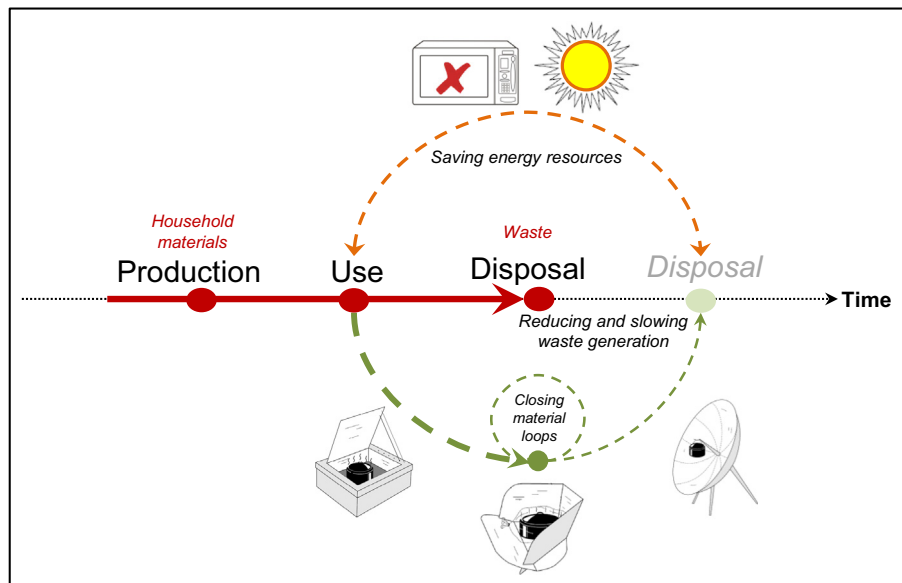 Saving energy resources
Household
materials
Waste
Production
Use
Disposal
Disposal
Time
Reducing and slowing
waste generation
Closing
material
loops